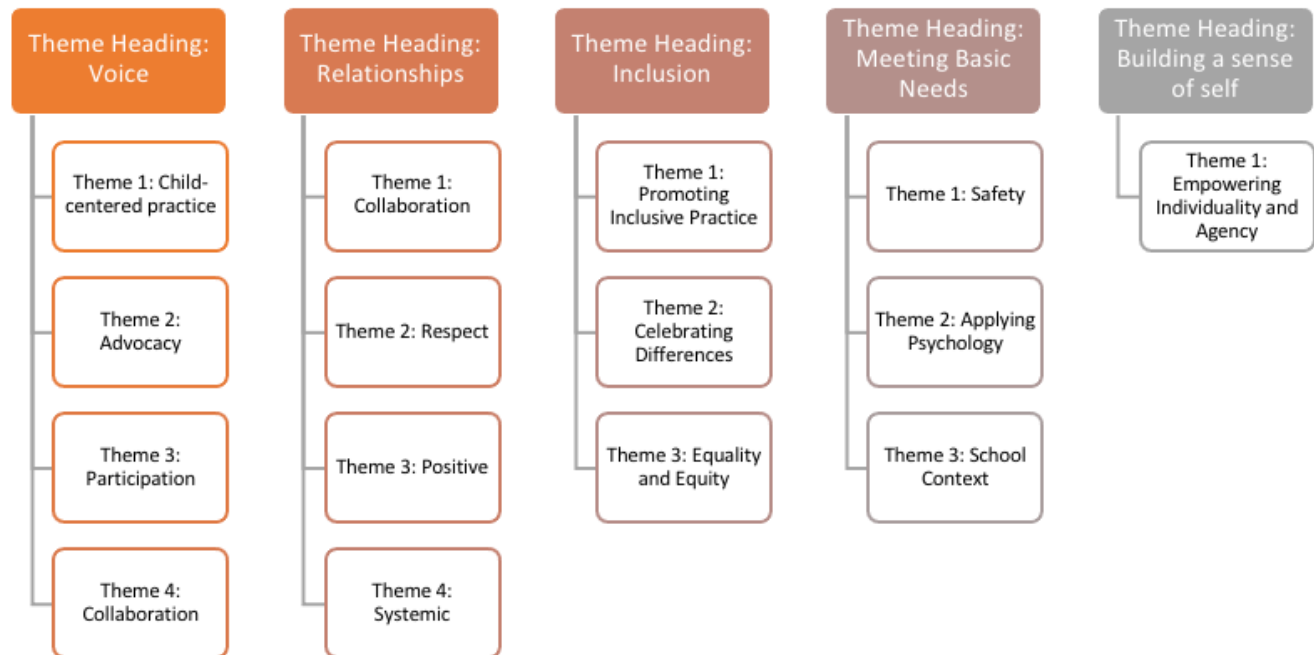 Theme Heading:
Voice
Theme 1: Child-
centered practice
Theme 2:
Advocacy
Theme 3:
Participation
Theme 4:
Collaboration
Theme Heading:
Relationships
Theme 1:
Collaboration
Theme 2: Respect
Theme 3: Positive
Theme 4:
Systemic
Theme Heading:
Inclusion
Theme 1:
Promoting
Inclusive Practice
Theme 2:
Celebrating
Differences
Theme 3: Equality
and Equity
Theme Heading:
Meeting Basic
Needs
Theme 1: Safety
Theme 2: Applying
Psychology
Theme 3: School
Context
Theme Heading:
Building a sense
of self
Theme 1:
Empowering
Individuality and
Agency